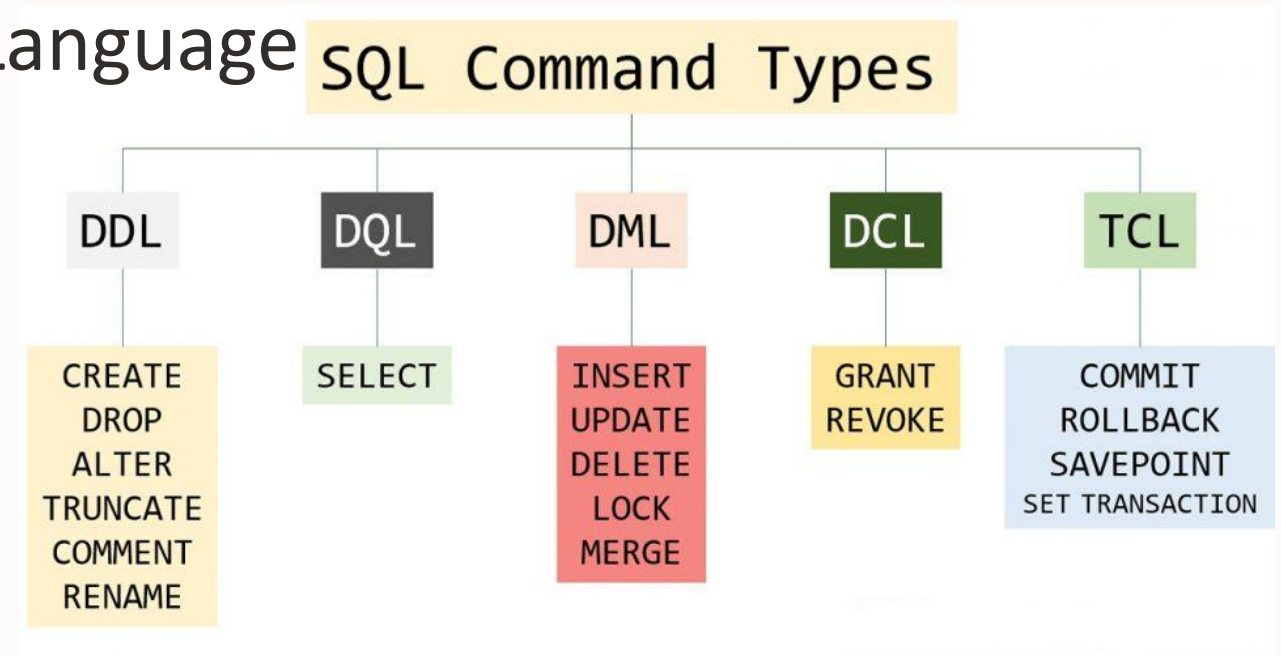 Language
SQL Command Types
DDL
DQL
DML
DCL
TCL
CREATE
DROP
ALTER
TRUNCATE
COMMENT
RENAME
SELECT
INSERT
UPDATE
DELETE
LOCK
MERGE
GRANT
REVOKE
COMMIT
ROLLBACK
SAVEPOINT
SET TRANSACTION